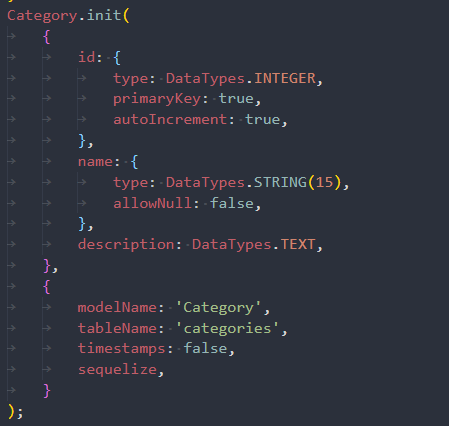 Category.init(
{
id: {
type: DataTypes.INTEGER,
primaryKey: true,
autoIncrement: true,
},
name: {
type: DataTypes.STRING(15),
allowNull: false,
},
description: DataTypes.TEXT,
},
{
modelName: 'Category',
tableName: 'categories',
timestamps: false,
sequelize,
}
);